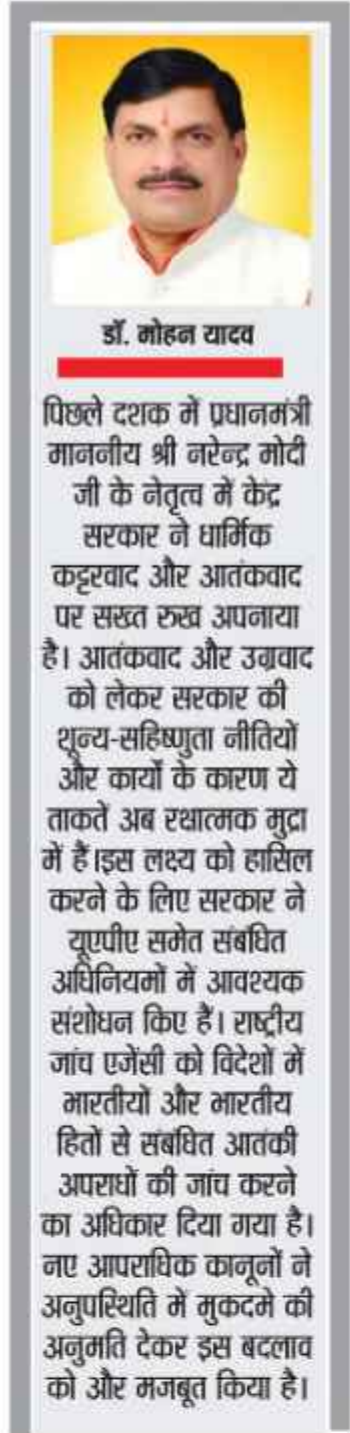 डॉ. मोहन यादव
पिछले दशक में प्रधानमंत्री
माननीय श्री नरेन्द्र मोदी
जी के नेतृत्व में केंद्र
सरकार ने धार्मिक
कट्टरवाद और आतंकवाद
पर सख्त रुख अपनाया
है। आतंकवाद और उग्रवाद
को लेकर सरकार की
शून्य-सहिष्णुता नीतियों
और कार्यों के कारण ये
ताकतें अब रक्षात्मक मुद्रा
में हैं।इस लक्ष्य को हासिल
करने के लिए सरकार ने
यूएपीए समेत संबंधित
अधिनियमों में आवश्यक
संशोधन किए हैं। राष्ट्रीय
जांच एजेंसी को विदेशों में
भारतीयों और भारतीय
हितों से संबंधित आतंकी
अपराधों की जांच करने
का अधिकार दिया गया है।
नए आपराधिक कानूनों ने
अनुपस्थिति में मुकदमे की
अनुमति देकर इस बदलाव
को और मजबूत किया है।